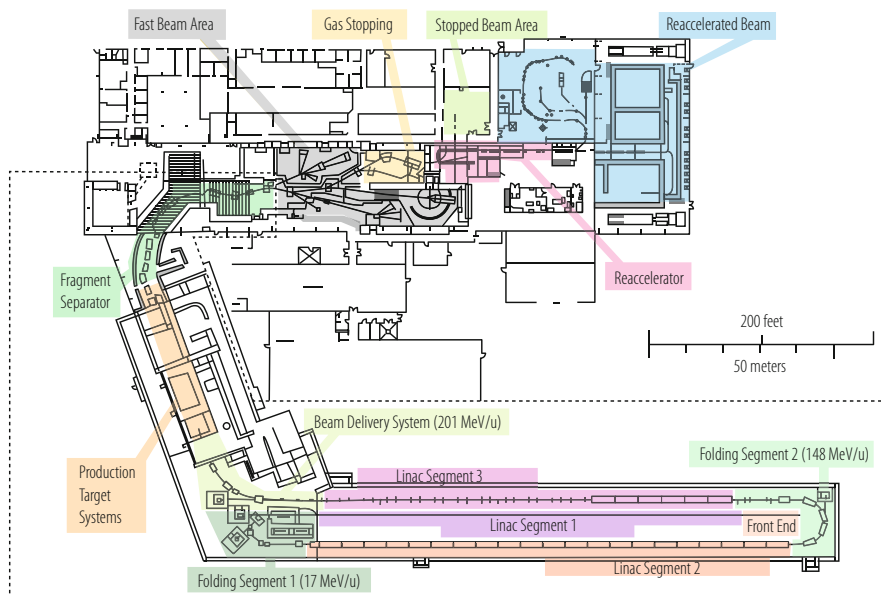 Fast Beam Area
Gas Stopping
Stopped Beam Area
Reaccelerated Beam
Fragment
Separator
Reaccelerator
200 feet
50 meters
Beam Delivery System (201 MeV/u)
Folding Segment 2 (148 MeV/u)
Production
Target
Systems
Linac Segment 3
Linac Segment 1
Front End
Linac Segment 2
Folding Segment 1 (17 MeV/u)